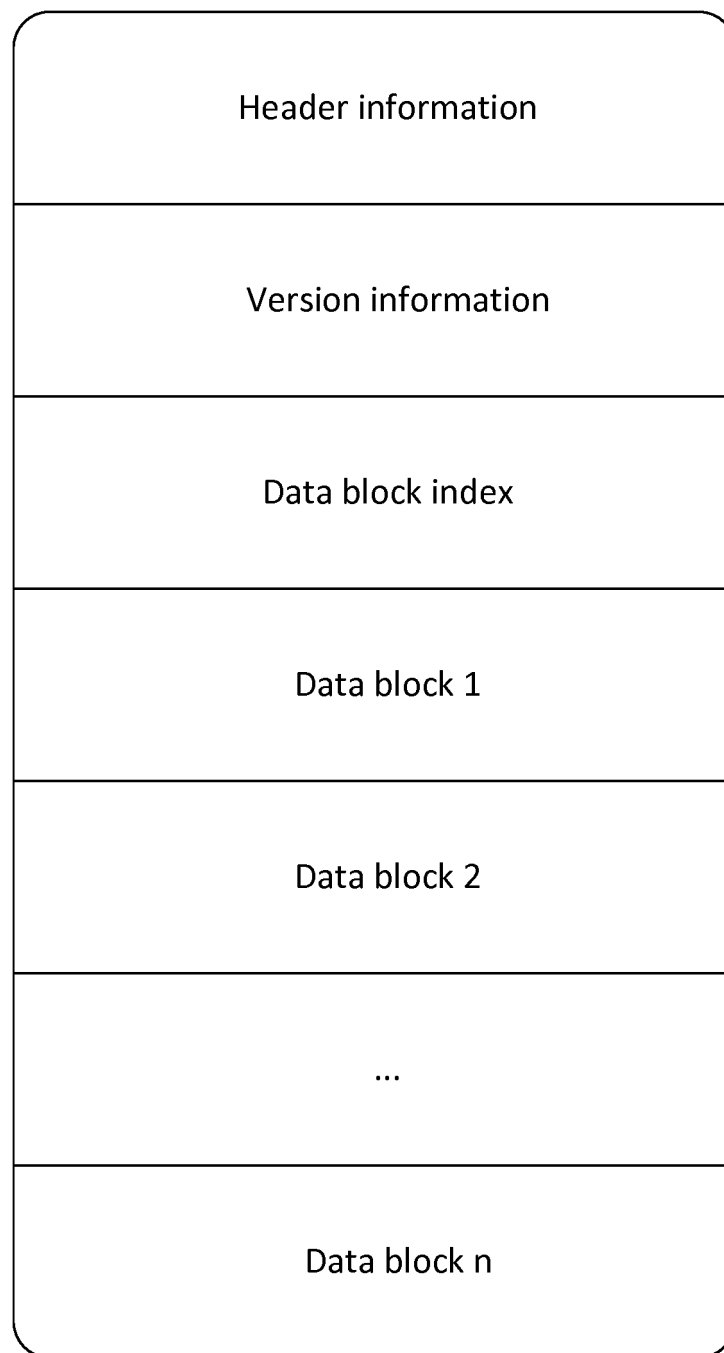 Header information
Version information
Data block index
Data block 1
Data block 2
...
Data block n